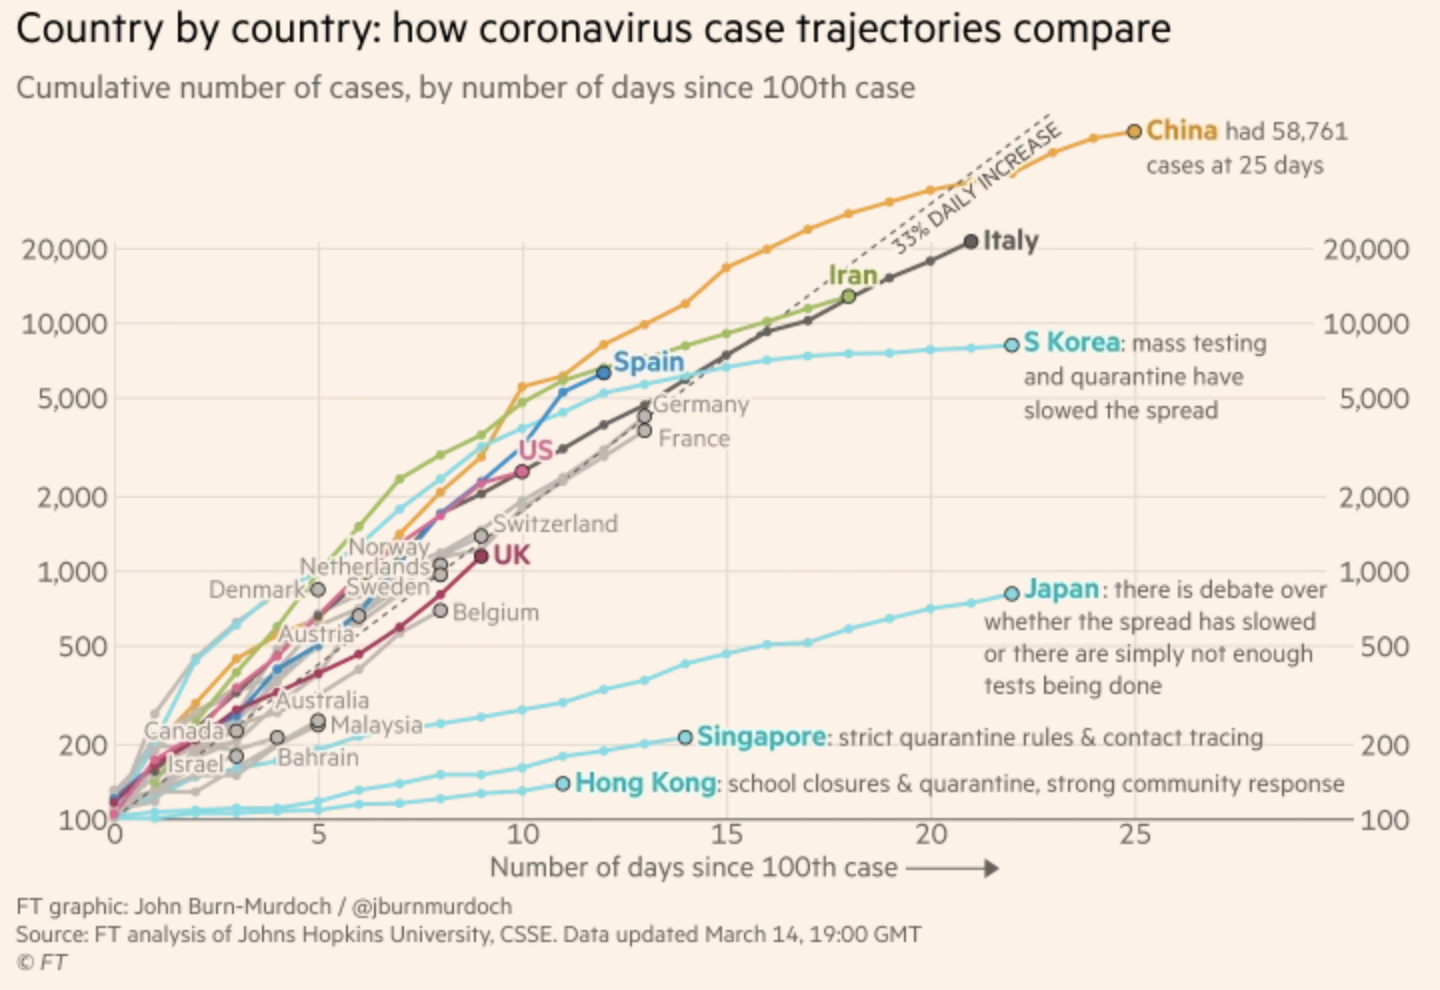 Country by country: how coronavirus case trajectories compare
Cumulative number of cases, by number of days since 100th case
33% DAILY INCREASE
China had 58,761
cases at 25 days
20,000
Italy
20,000
Iran
10,000
10,000
S Korea: mass testing
and quarantine have
slowed the spread
Spain
5,000
5,000
Germany
France
US
2,000
2,000
Switzerland
Norway
UK
Netherlands
1,000
1,000
Denmark
Sweden
Japan: there is debate over
whether the spread has slowed
or there are simply not enough
tests being done
Belgium
Austria
500
500
Australia
Canada
Malaysia
200
200
Singapore: strict quarantine rules & contact tracing
Israel
Bahrain
Hong Kong: school closures & quarantine, strong community response
100
100
0 5 10 15 20 25
Number of days since 100th case
FT graphic: John Burn-Murdoch / @jburnmurdoch
Source: FT analysis of Johns Hopkins University, CSSE. Data updated March 14, 19:00 GMT
© FT